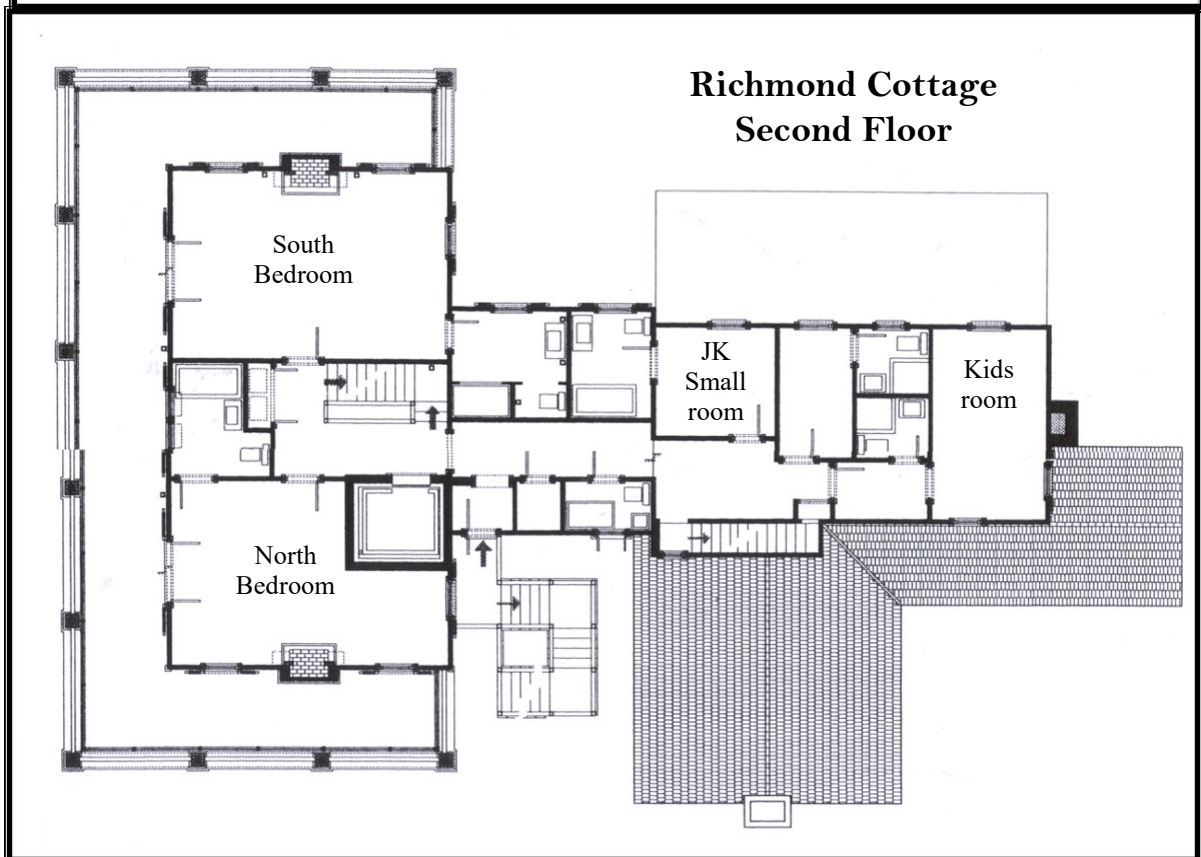 Richmond Cottage
Second Floor
South
Bedroom
JK
Small
room
Kids
room
North
Bedroom